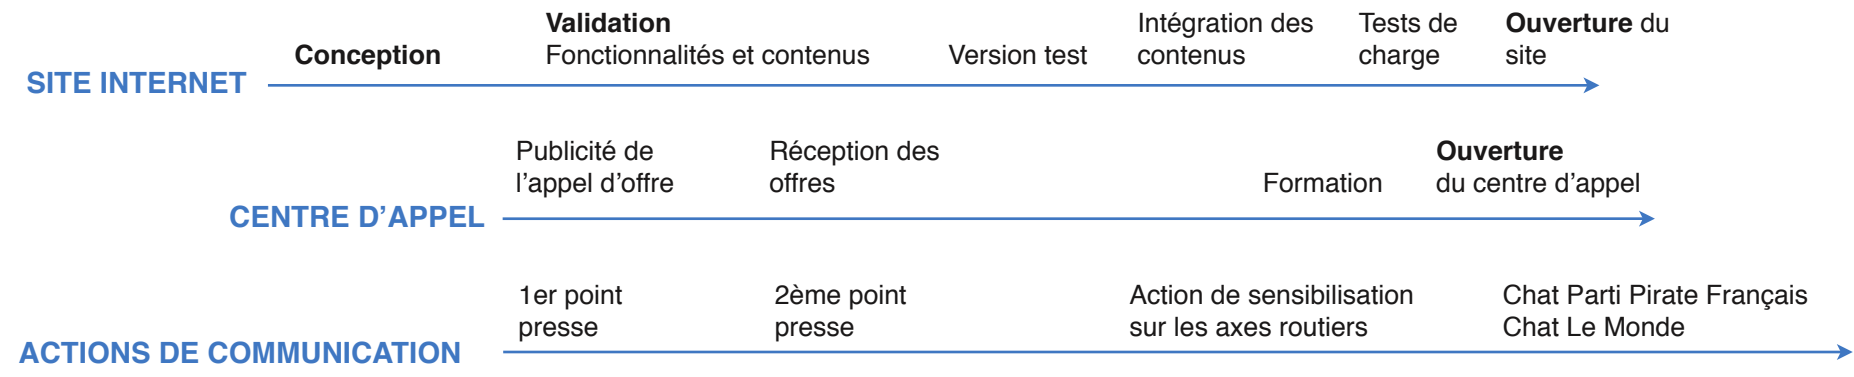 SITE INTERNET
Conception
Validation
Fonctionnalités et contenus
Version test
Intégration des
contenus
Tests de
charge
Ouverture du
site
CENTRE D’APPEL
Publicité de
l’appel d’offre
Réception des
offres
Formation
Ouverture
du centre d’appel
ACTIONS DE COMMUNICATION
1er point
presse
2ème point
presse
Action de sensibilisation
sur les axes routiers
Chat Parti Pirate Français
Chat Le Monde